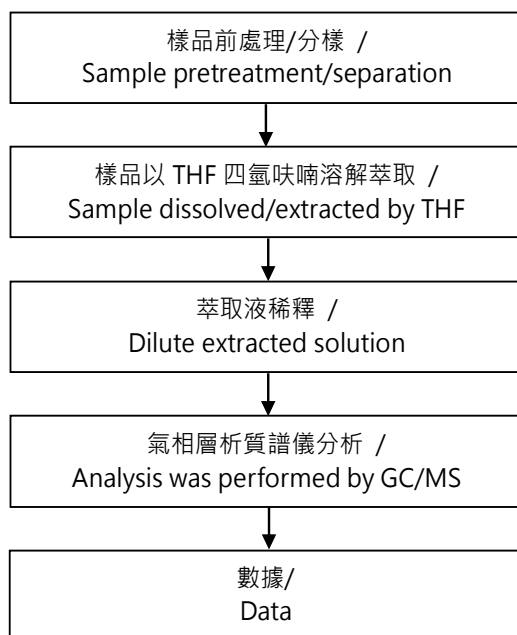 樣品前處理/分樣 /
Sample pretreatment/separation
樣品以 THF 四氫呋喃溶解萃取 /
Sample dissolved/extracted by THF
萃取液稀釋 /
Dilute extracted solution
氣相層析質譜儀分析 /
Analysis was performed by GC/MS
數據/
Data